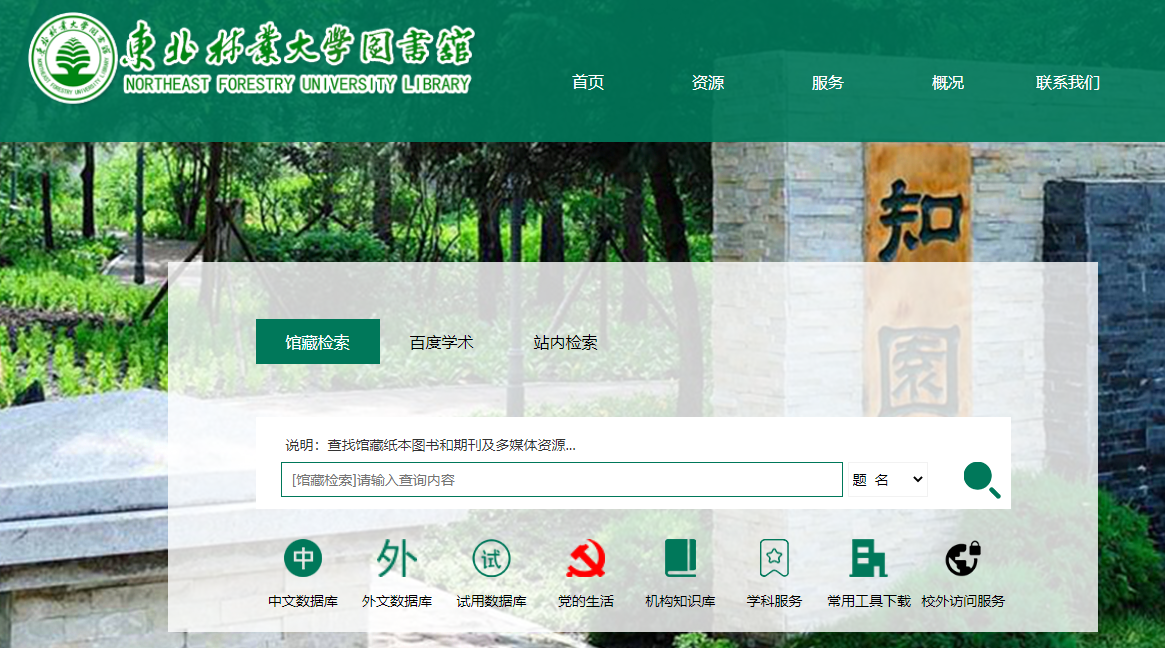 東北林業大学図書館
NORTHEAST FORESTRY UNIVERSITY LIBRARY
首页 资源 服务 概况 联系我们
知
园
馆藏检索 百度学术 站内检索
说明：查找馆藏纸本图书和期刊及多媒体资源...
[馆藏检索]请输入查询内容 题 名
中 外 试
中文数据库 外文数据库 试用数据库 党的生活 机构知识库 学科服务 常用工具下载 校外访问服务